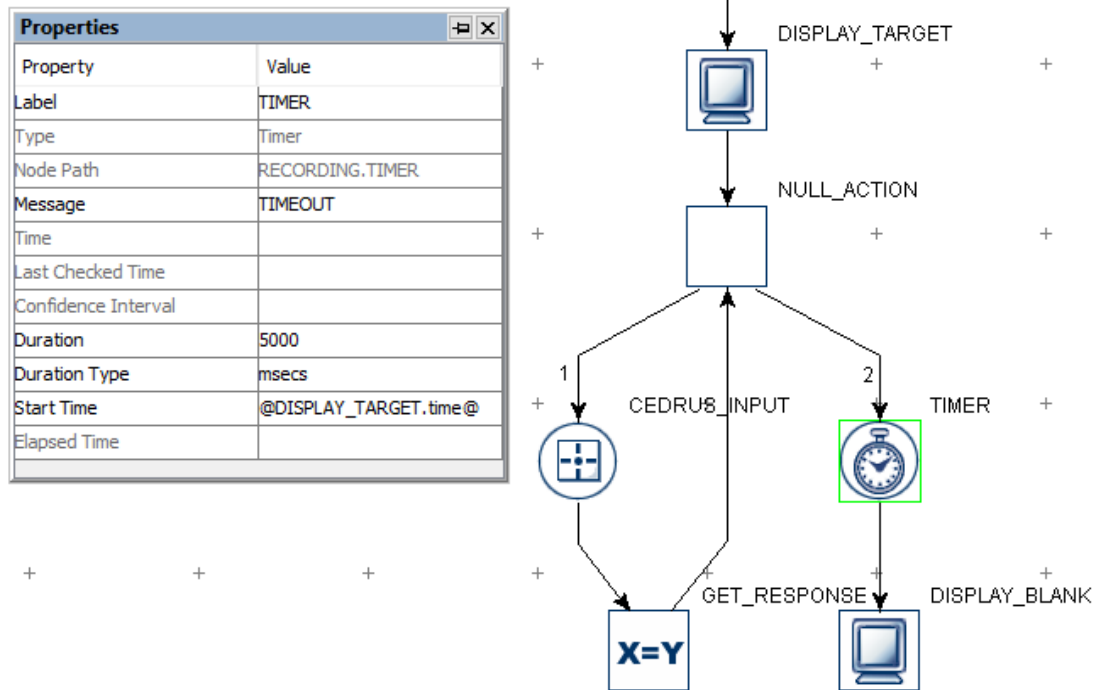 Properties
Property Value
Label TIMER
Type Timer
Node Path RECORDING.TIMER
Message TIMEOUT
Time
Last Checked Time
Confidence Interval
Duration 5000
Duration Type msecs
Start Time @DISPLAY_TARGET.time@
Elapsed Time
DISPLAY_TARGET
NULL_ACTION
1
2
CEDRUS_INPUT
TIMER
GET_RESPONSE
DISPLAY_BLANK
X=Y